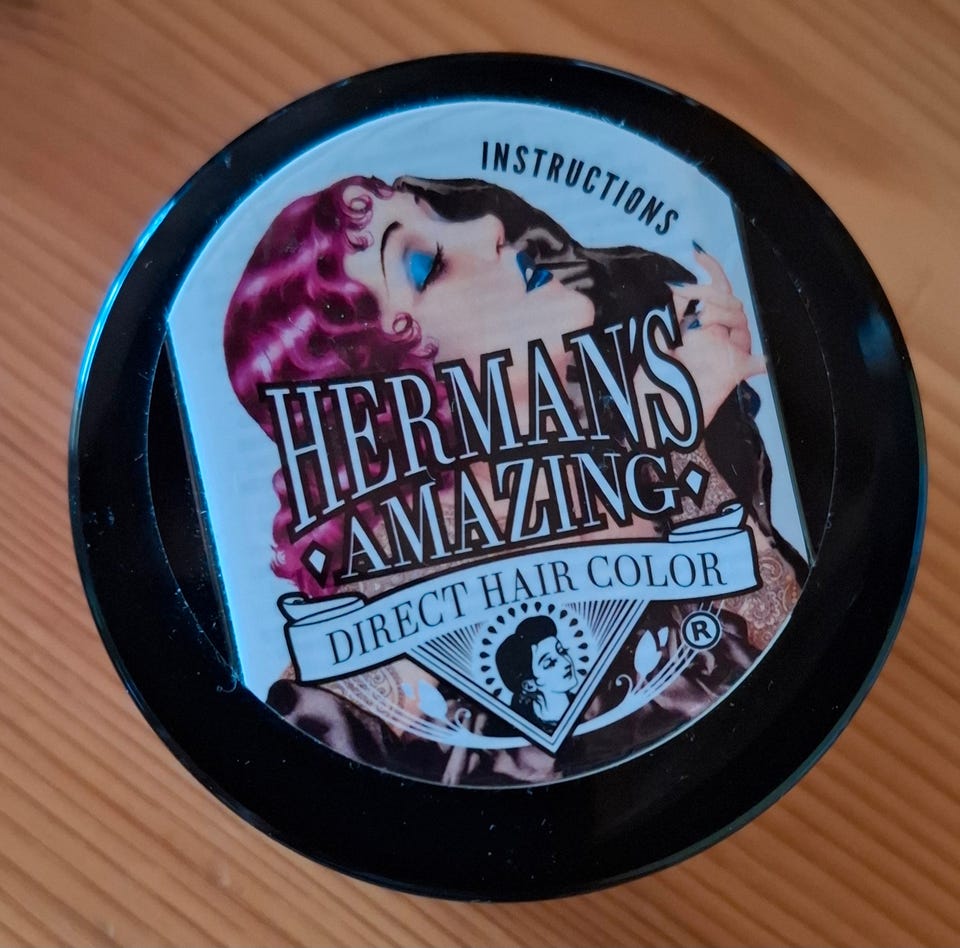 INSTRUCTIONS
HERMAN'S
AMAZING
DIRECT HAIR COLOR
®